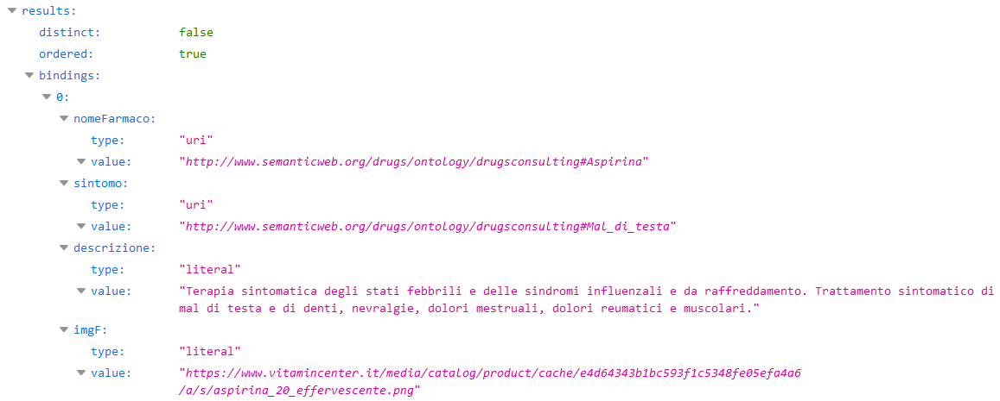 results:
distinct: false
ordered: true
bindings:
0:
nomeFarmaco:
type: "uri"
value: "http://www.semanticweb.org/drugs/ontology/drugsconsulting#Aspirina"
sintomo:
type: "uri"
value: "http://www.semanticweb.org/drugs/ontology/drugsconsulting#Mal_di_testa"
descrizione:
type: "literal"
value: "Terapia sintomatica degli stati febbrili e delle sindromi influenzali e da raffreddamento. Trattamento sintomatico di
mal di testa e di denti, nevralgie, dolori mestruali, dolori reumatici e muscolari."
imgF:
type: "literal"
value: "https://www.vitamincenter.it/media/catalog/product/cache/e4d64343b1bc593f1c5348fe05efa4a6
/a/s/aspirina_20_effervescente.png"